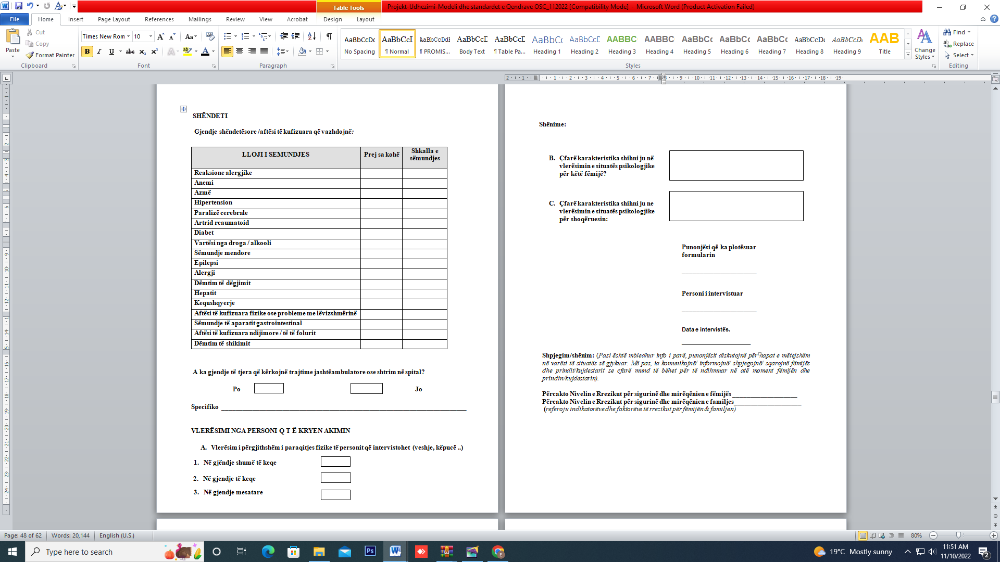 Table Tools
Projekt-Udhezimi-Modeli dhe standardet e Qendrave OSC_112022 [Compatibility Mode] - Microsoft Word (Product Activation Failed)
File Home Insert Page Layout References Mailings Review View Acrobat Design Layout
Paste
Cut
Copy
Format Painter
Clipboard
Times New Rom 10
Font
Paragraph
AaBbCcDc AaBbCcI AaBbCcDdE AaBbCcI AaBbCcI AaBbCc AaBbCcD AABBC AABBC AaBbCc AaBbCc AaBbCc AaBbCcDc AaBbCcDc AAB
No Spacing ¶ Normal ¶ PROMIS... Body Text ¶ Table Pa... Heading 1 Heading 2 Heading 3 Heading 4 Heading 5 Heading 6 Heading 7 Heading 8 Heading 9 Title
Styles
Change Styles
Find
Replace
Select
Editing
SHËNDETI
Gjendje shëndetësore /aftësi të kufizuara që vazhdojnë:
LLOJI I SEMUNDJES Prej sa kohë Shkalla e sëmundjes
Reaksione alergjike
Anemi
Azmë
Hipertension
Paralizë cerebrale
Artrid reaumatoid
Diabet
Vartësi nga droga / alkooli
Sëmundje mendore
Epilepsi
Alergji
Dëmtim të dëgjimit
Hepatit
Kequshqyerje
Aftësi të kufizuara fizike ose probleme me lëvizshmërinë
Sëmundje të aparatit gastrointestinal
Aftësi të kufizuara ndijimore / të të folurit
Dëmtim të shikimit
A ka gjendje të tjera që kërkojnë trajtime jashtëambulatore ose shtrim në spital?
Po Jo
Specifiko
VLERËSIMI NGA PERSONI Q T Ë KRYEN AKIMIN
A. Vlerësim i përgjithshëm i paraqitjes fizike të personit që intervistohet (veshje, këpucë ..)
1. Në gjëndje shumë të keqe
2. Në gjendje të keqe
3. Në gjendje mesatare
Shënime:
B. Çfarë karakteristika shihni ju në
vlerësimin e situatës psikologjike
për këtë fëmijë?
C. Çfarë karakteristika shihni ju ne
vlerësimin e situatës psikologjike
për shoqëruesin:
Punonjësi që ka plotësuar
formularin
Personi i intervistuar
Data e intervistës.
Shpjegim/shënim: (Pasi është mbledhur info i parë, punonjësit diskutojnë për hapat e mëtejshëm
në varësi të situatës së gjykuar. Më pas, ia komunikojnë/ informojnë/ shpjegojnë/ sqarojnë fëmijës
dhe prindit/kujdestarit se cfarë mund të bëhet për të ndihmuar në atë moment fëmijën dhe
prindin/kujdestarin).
Përcakto Nivelin e Rrezikut për sigurinë dhe mirëqënien e fëmijës
Përcakto Nivelin e Rrezikut për sigurinë dhe mirëqënien e familjes
(referoju indikatorëve dhe faktorëve të rrezikut për fëmijën & familjen)
Page: 48 of 62 Words: 20,144 English (U.S.) 80%
Type here to search
19°C Mostly sunny
11:51 AM
11/10/2022
2